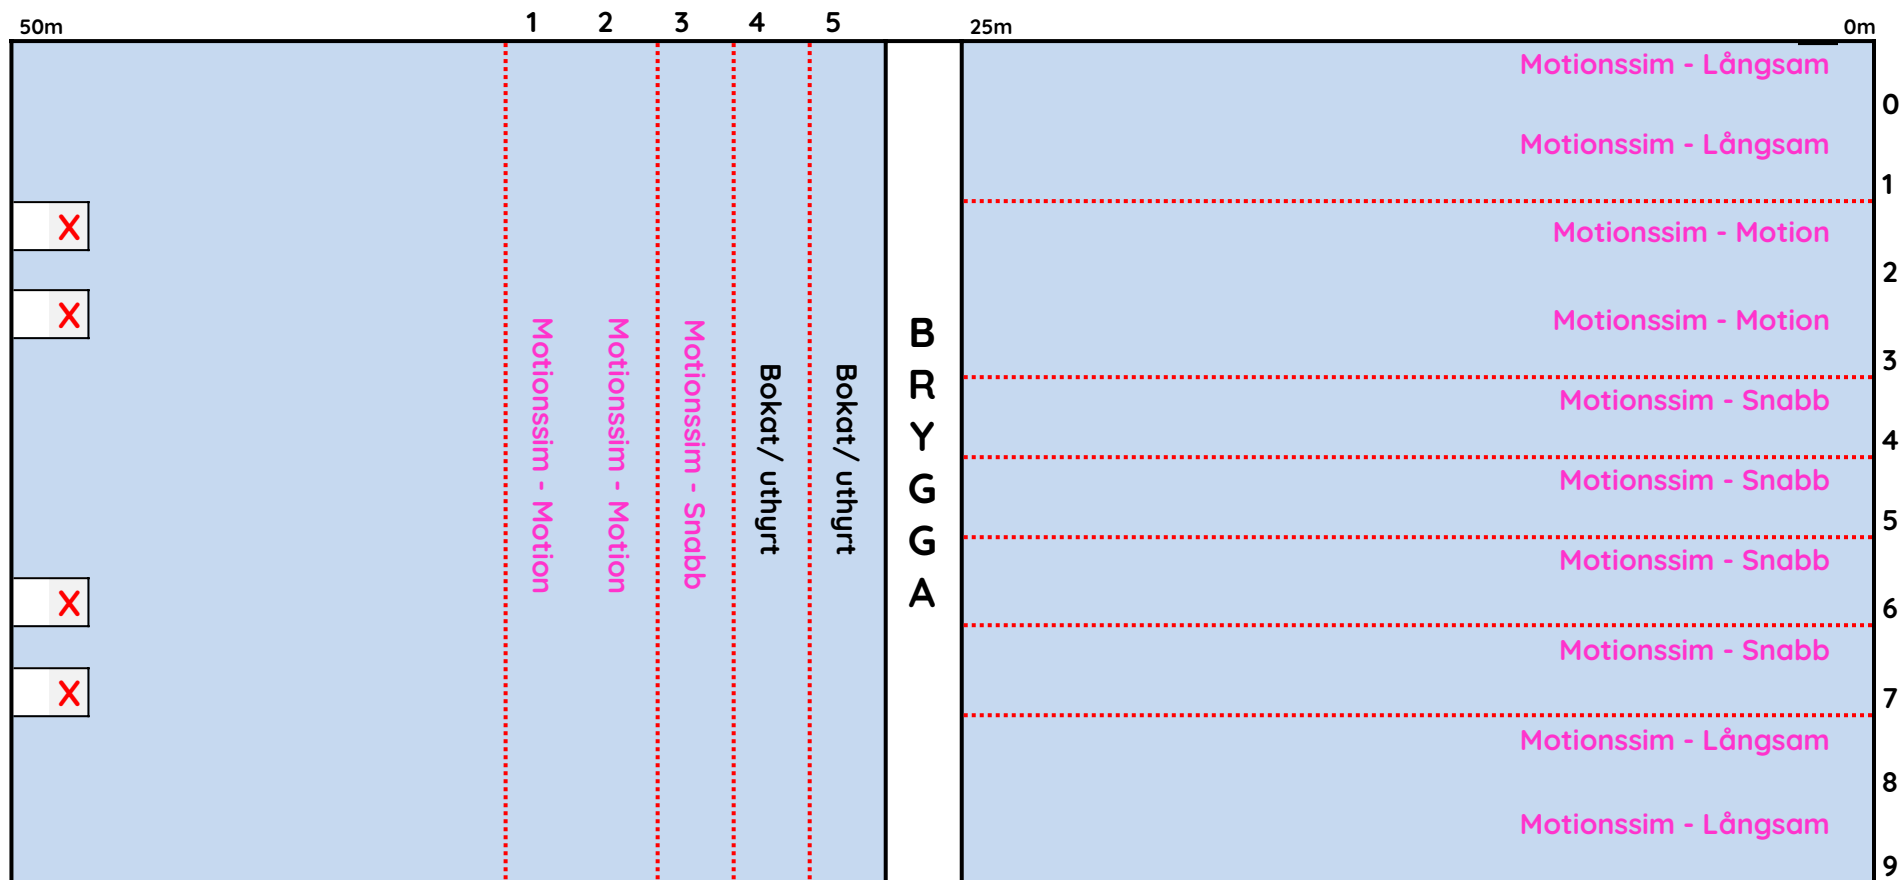 50m 1 2 3 4 5 25m 0m
Motionssim - Långsam
0
Motionssim - Långsam
1
X
Motionssim - Motion
2
X
Motionssim - Motion
3
Motionssim - Motion
Motionssim - Motion
Motionssim - Snabb
Bokat/ uthyrt
Bokat/ uthyrt
B
R
Y
G
G
A
Motionssim - Snabb
4
Motionssim - Snabb
5
Motionssim - Snabb
X
6
Motionssim - Snabb
X
7
Motionssim - Långsam
8
Motionssim - Långsam
9